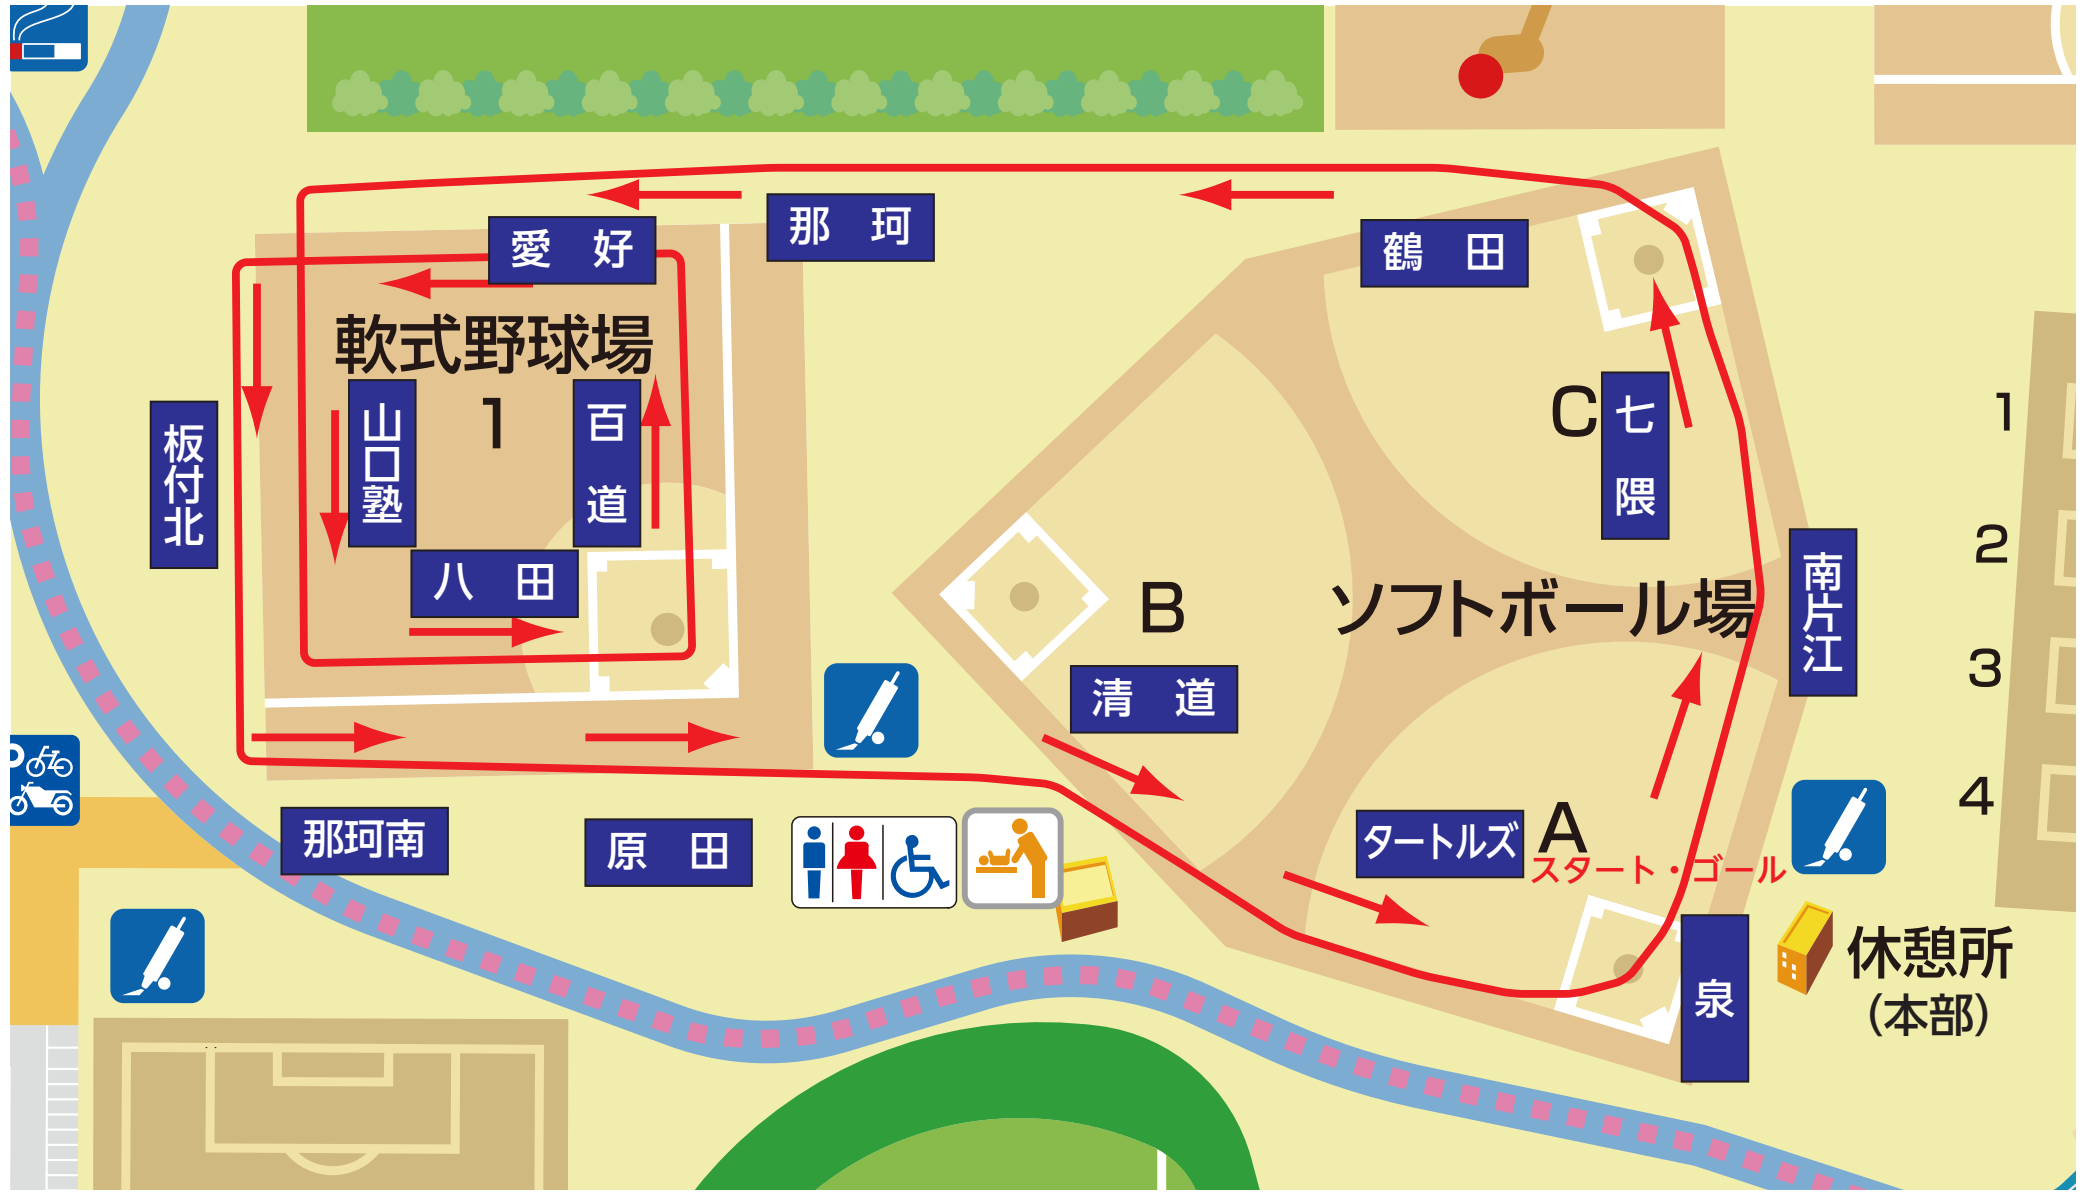 那　珂
愛　好
鶴　田
軟式野球場
1
山口塾
百　道
板付北
八　田
C
七　隈
B
ソフトボール場
南片江
清　道
1
2
3
4
那珂南
原　田
タートルズ
A
スタート・ゴール
泉
休憩所
（本部）